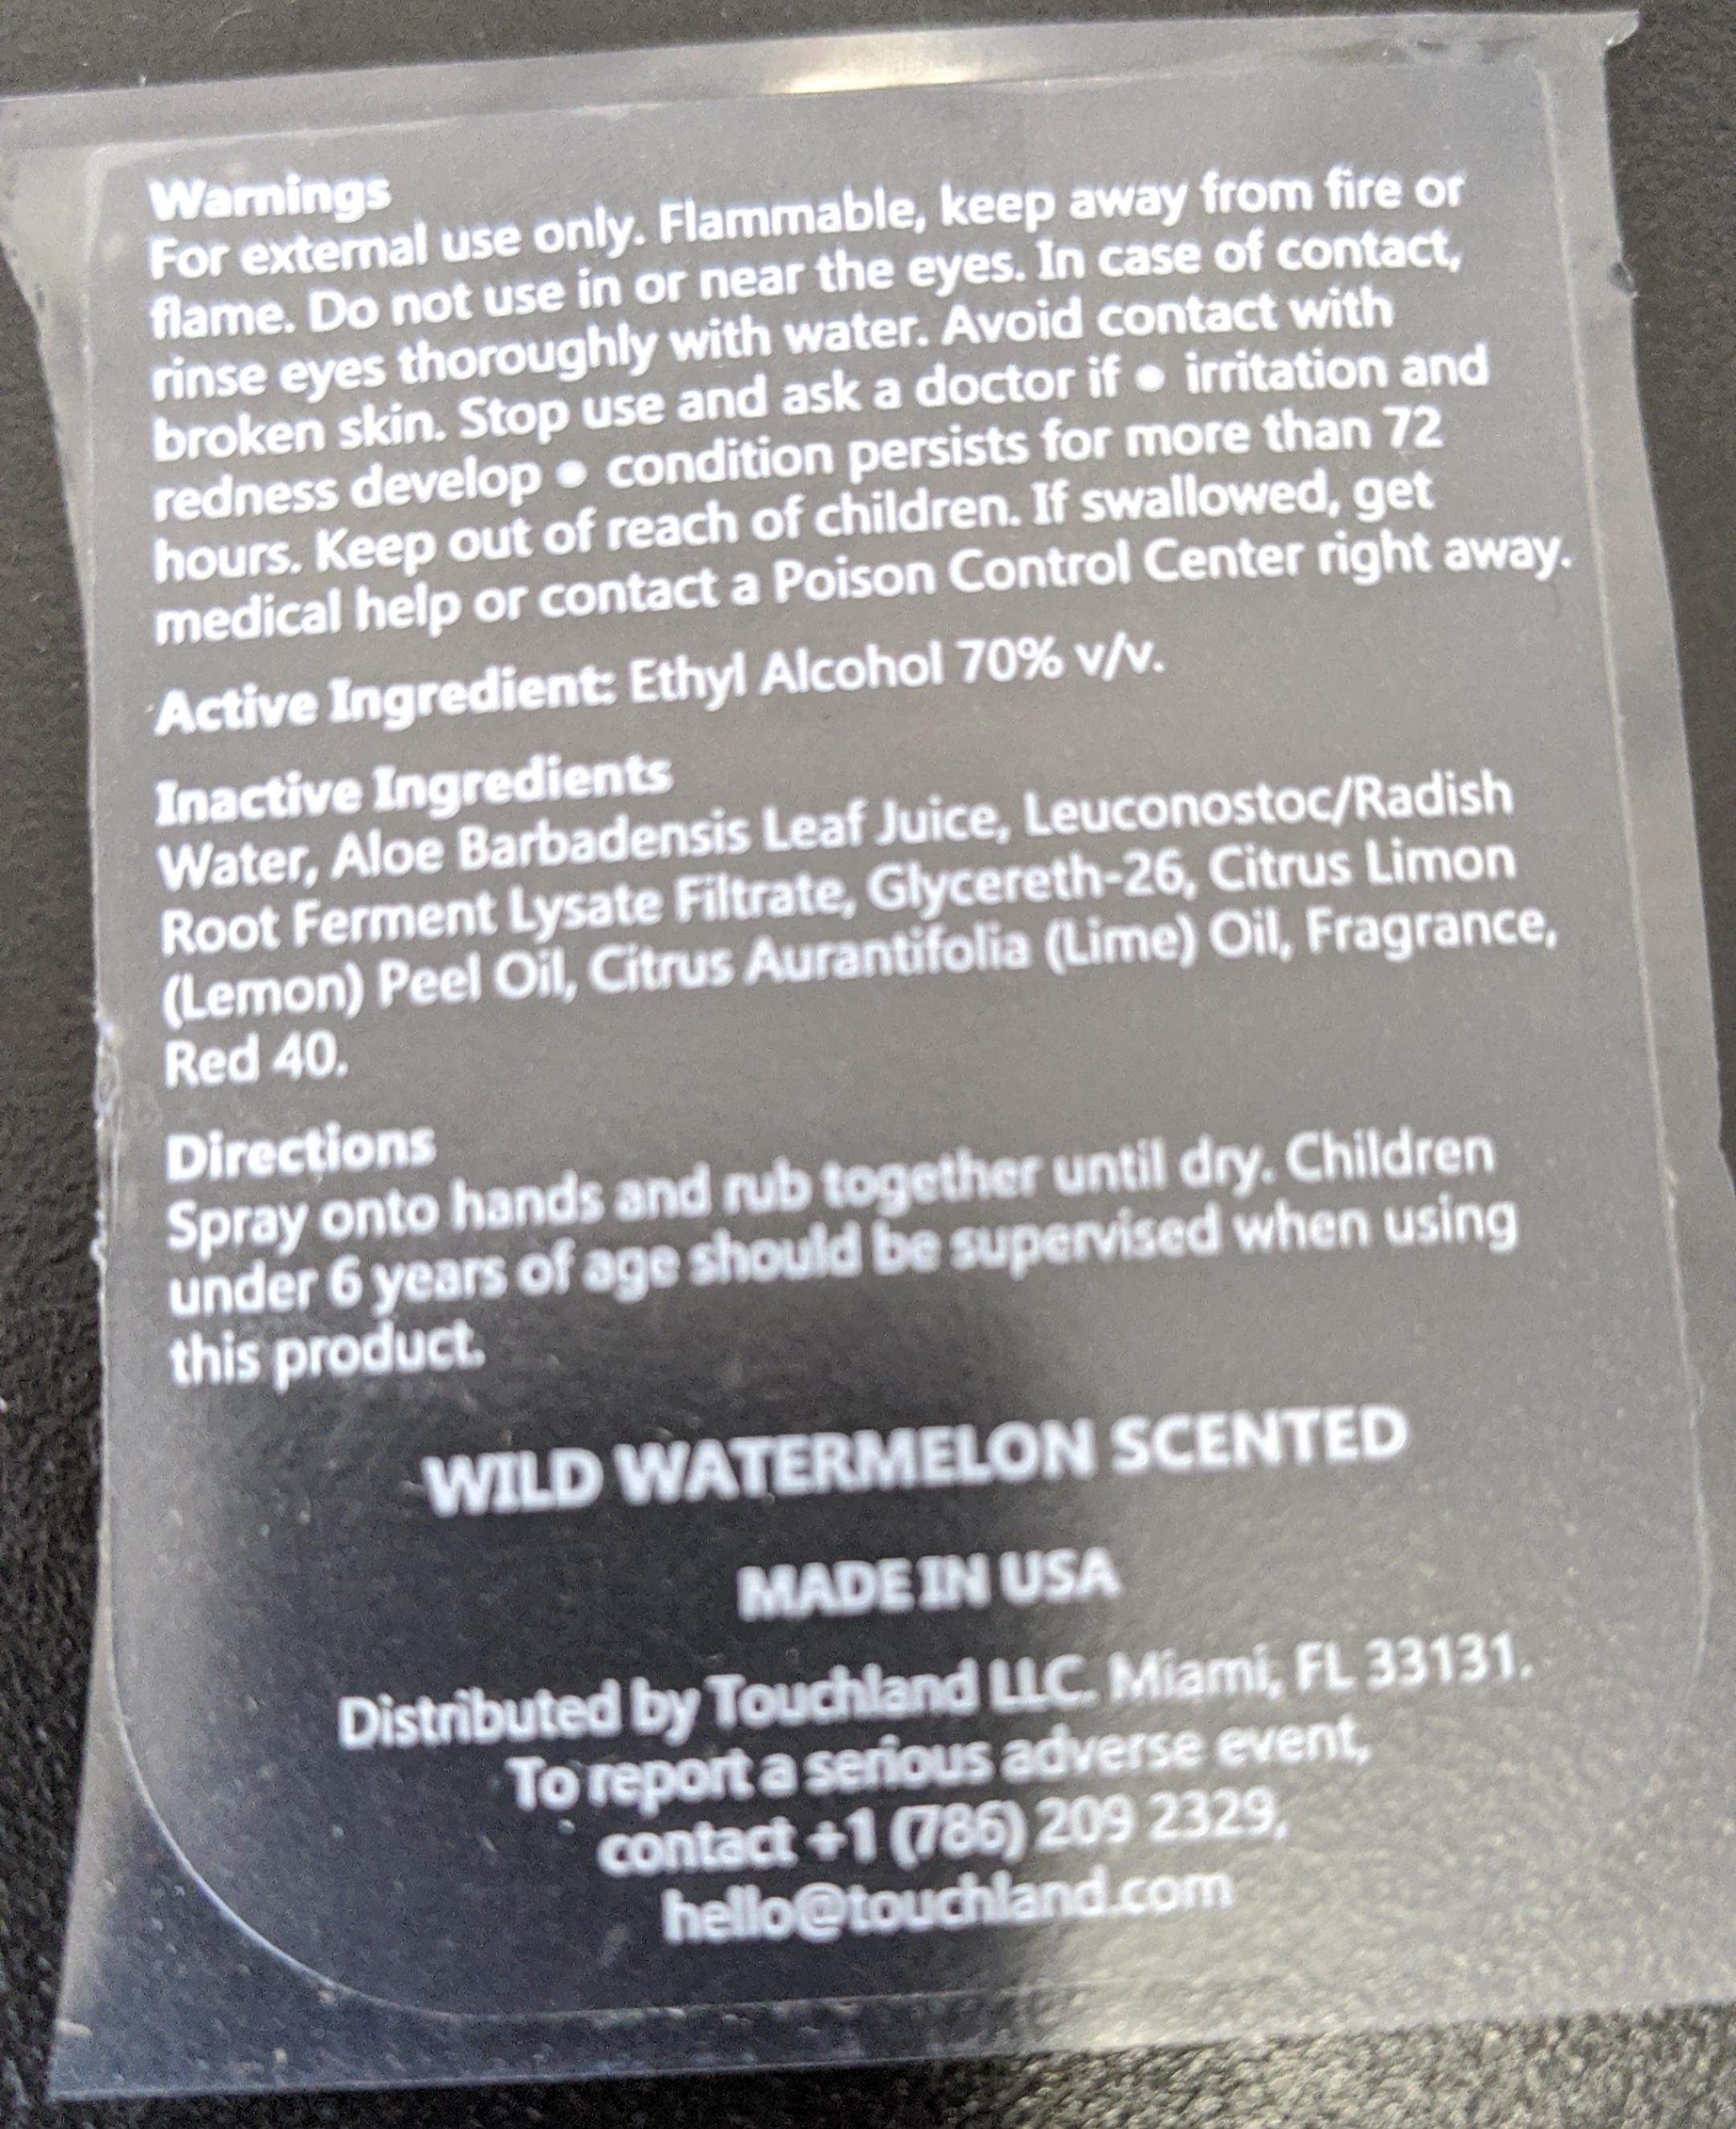 Warnings
For external use only. Flammable, keep away from fire or
flame. Do not use in or near the eyes. In case of contact,
rinse eyes thoroughly with water. Avoid contact with
broken skin. Stop use and ask a doctor if • irritation and
redness develop • condition persists for more than 72
hours. Keep out of reach of children. If swallowed, get
medical help or contact a Poison Control Center right away.
Active Ingredient: Ethyl Alcohol 70% v/v.
Inactive Ingredients
Water, Aloe Barbadensis Leaf Juice, Leuconostoc/Radish
Root Ferment Lysate Filtrate, Glycereth-26, Citrus Limon
(Lemon) Peel Oil, Citrus Aurantifolia (Lime) Oil, Fragrance,
Red 40.
Directions
Spray onto hands and rub together until dry. Children
under 6 years of age should be supervised when using
this product.
WILD WATERMELON SCENTED
MADE IN USA
Distributed by Touchland LLC. Miami, FL 33131.
To report a serious adverse event,
contact +1 (786) 209 2329,
hello@touchland.com